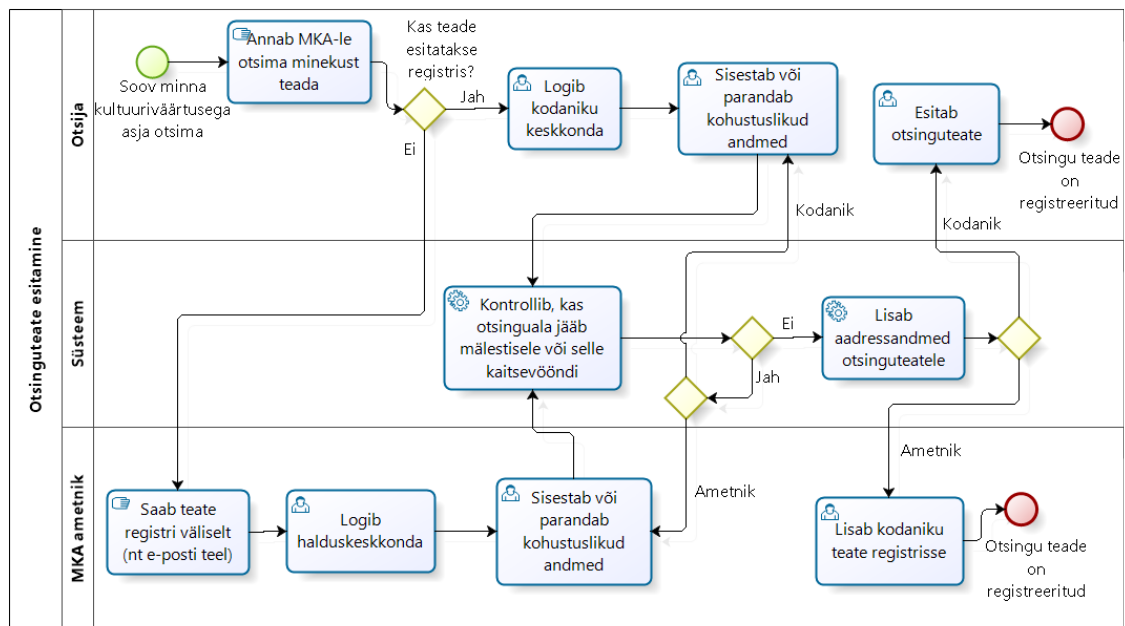 Otsinguteate esitamine
Otsija
Soov minna
kultuuriväärtusega
asja otsima
Annab MKA-le
otsima minekust
teada
Kas teade
esitatakse
registris?
Jah
Ei
Logib
kodaniku
keskkonda
Sisestab või
parandab
kohustuslikud
andmed
Kodanik
Esitab
otsinguteate
Otsingu teade
on
registreeritud
Kodanik
Süsteem
Kontrollib, kas
otsinguala jääb
mälestisele või selle
kaitsevööndi
Ei
Jah
Lisab
aadressandmed
otsinguteatele
MKA ametnik
Saab teate
registri väliselt
(nt e-posti teel)
Logib
halduskeskkonda
Sisestab või
parandab
kohustuslikud
andmed
Ametnik
Ametnik
Lisab kodaniku
teate registrisse
Otsingu teade
on
registreeritud